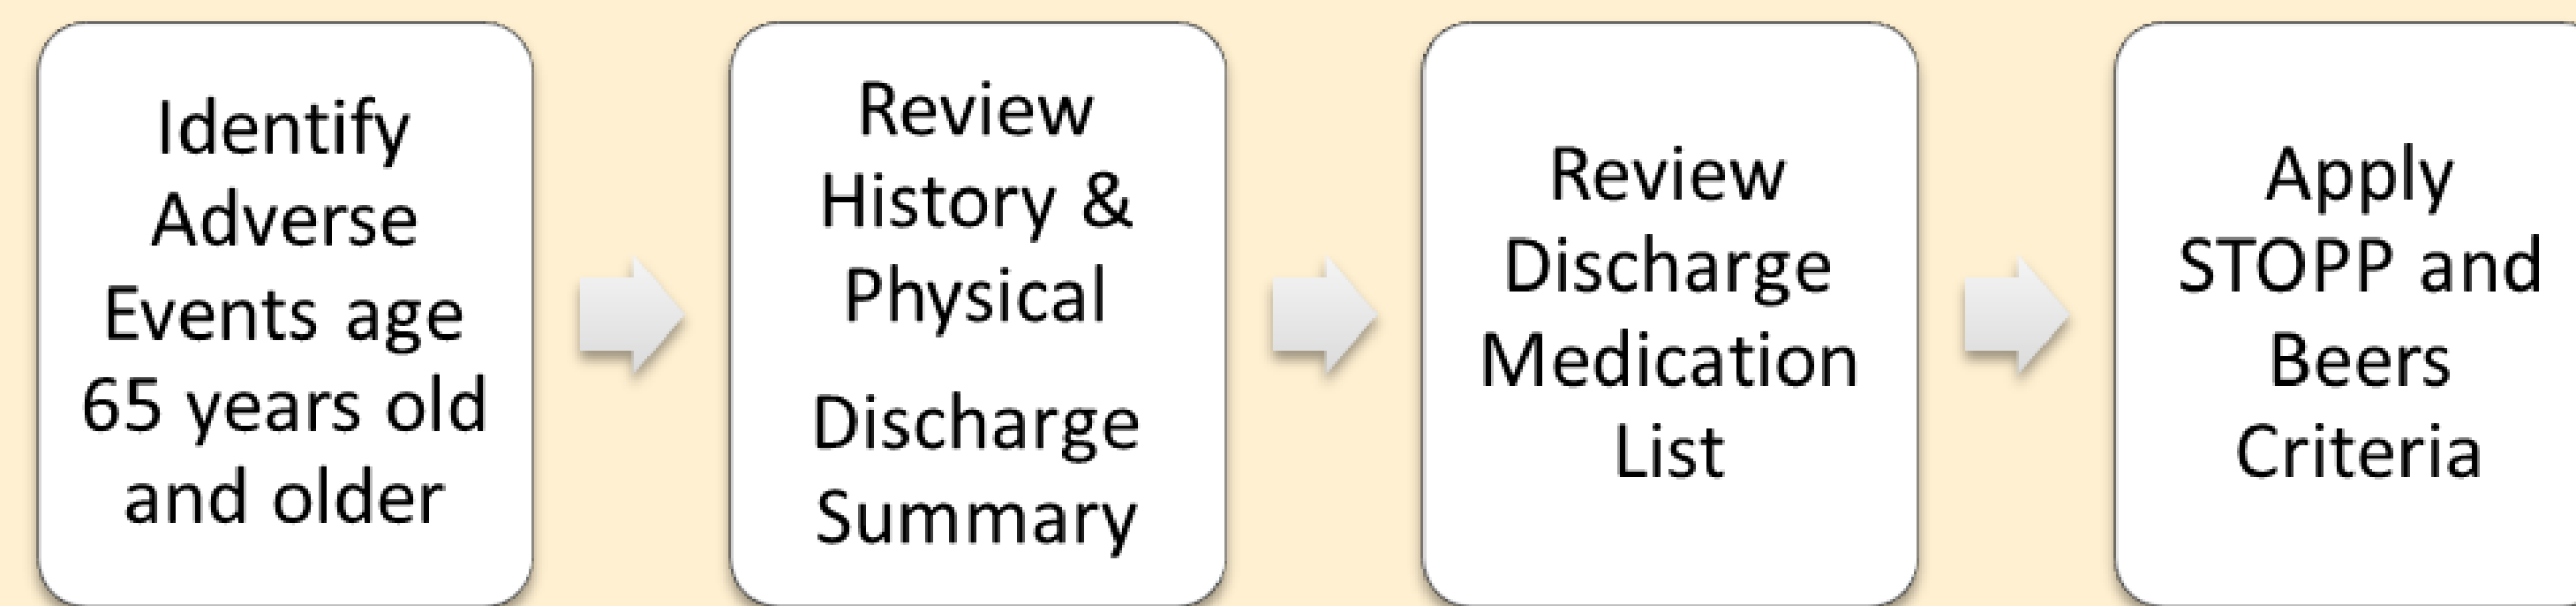 Identify
Adverse
Events age
65 years old
and older
Review
History &
Physical
Discharge
Summary
Review
Discharge
Medication
List
Apply
STOPP and
Beers
Criteria